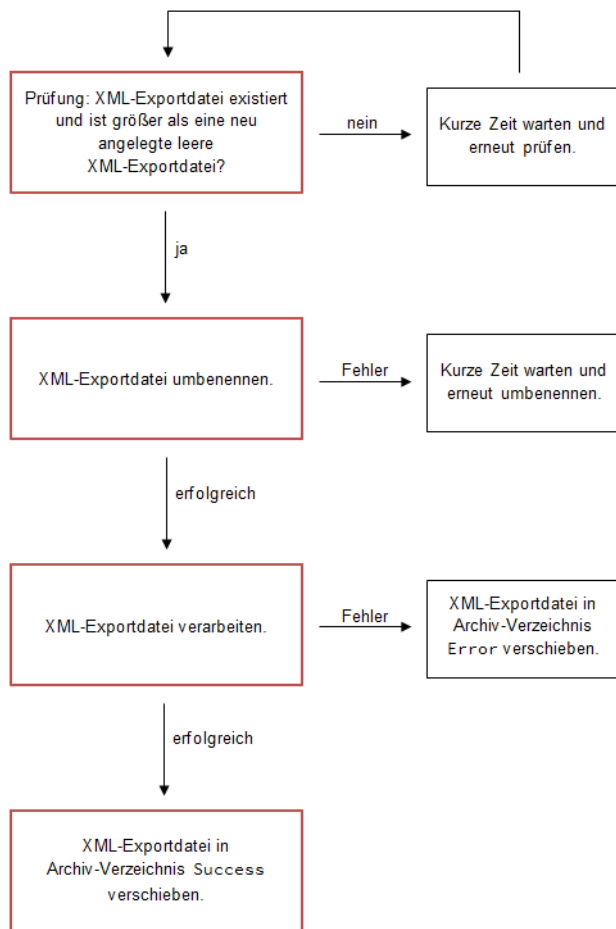 Prüfung: XML-Exportdatei existiert
und ist größer als eine neu
angelegte leere
XML-Exportdatei?
nein
Kurze Zeit warten und
erneut prüfen.
ja
XML-Exportdatei umbenennen.
Fehler
Kurze Zeit warten und
erneut umbenennen.
erfolgreich
XML-Exportdatei verarbeiten.
Fehler
XML-Exportdatei in
Archiv-Verzeichnis
Error verschieben.
erfolgreich
XML-Exportdatei in
Archiv-Verzeichnis Success
verschieben.